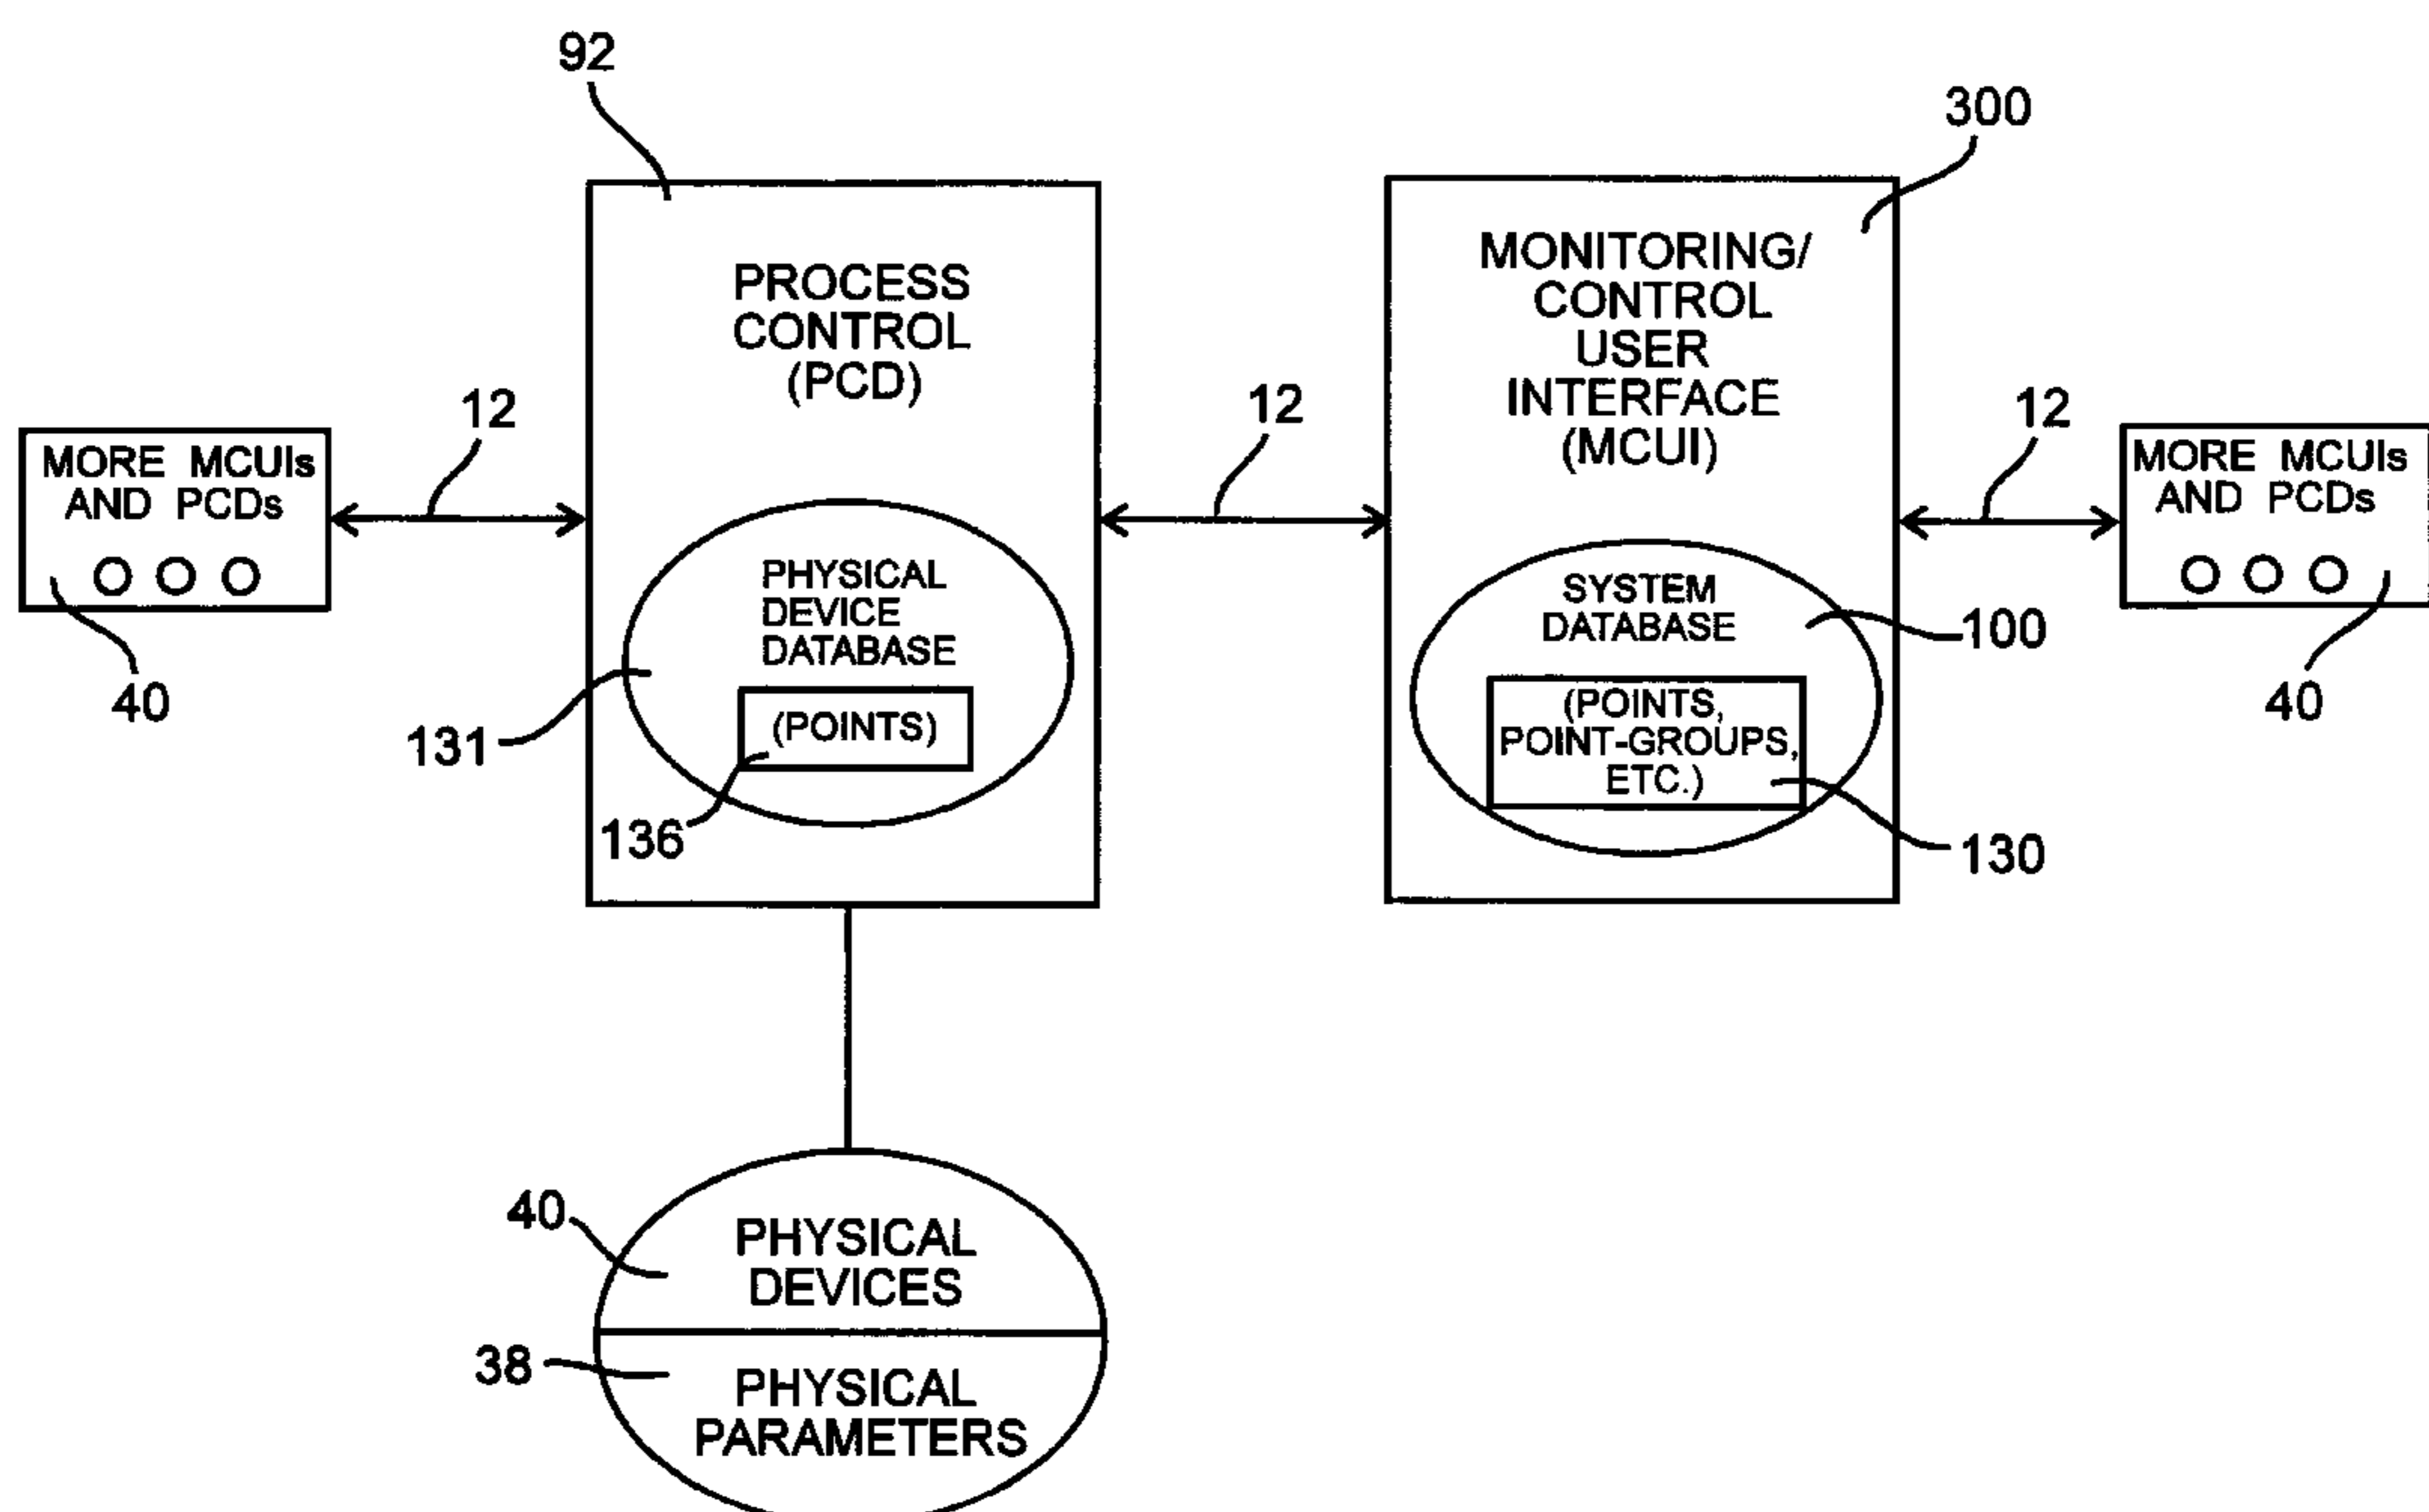 92
300
PROCESS
CONTROL
(PCD)
MONITORING/
CONTROL
USER
INTERFACE
(MCUI)
12
12
12
MORE MCUIs
AND PCDs
MORE MCUIs
AND PCDs
PHYSICAL
DEVICE
DATABASE
(POINTS)
SYSTEM
DATABASE
(POINTS,
POINT-GROUPS,
ETC.)
100
40
40
131
136
130
40
PHYSICAL
DEVICES
38
PHYSICAL
PARAMETERS